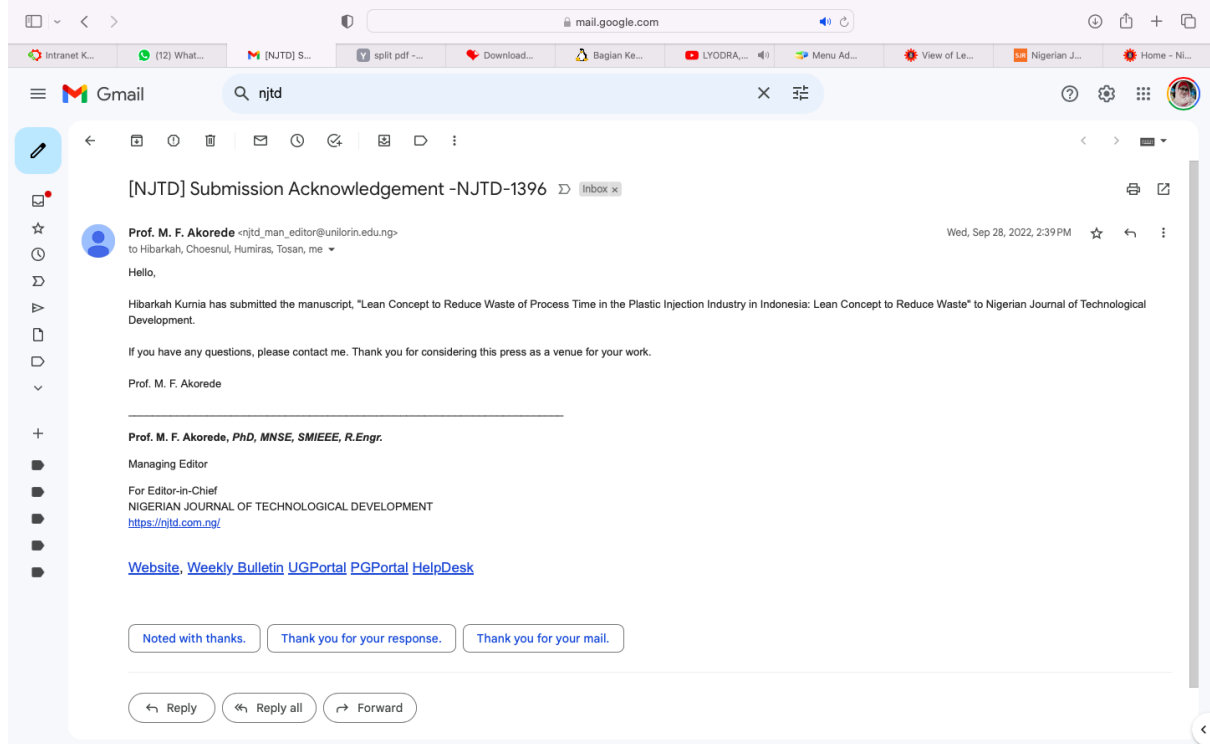 mail.google.com
Intranet K... (12) What... [NJTD] S... split pdf -... Download... Bagian Ke... LYODRA,... Menu Ad... View of Le... Nigerian J... Home - Ni...
Gmail njtd
[NJTD] Submission Acknowledgement -NJTD-1396 Inbox x
Prof. M. F. Akorede <njtd_man_editor@unilorin.edu.ng> Wed, Sep 28, 2022, 2:39 PM
to Hibarkah, Choesnul, Humiras, Tosan, me
Hello,
Hibarkah Kurnia has submitted the manuscript, "Lean Concept to Reduce Waste of Process Time in the Plastic Injection Industry in Indonesia: Lean Concept to Reduce Waste" to Nigerian Journal of Technological
Development.
If you have any questions, please contact me. Thank you for considering this press as a venue for your work.
Prof. M. F. Akorede
Prof. M. F. Akorede, PhD, MNSE, SMIEEE, R.Engr.
Managing Editor
For Editor-in-Chief
NIGERIAN JOURNAL OF TECHNOLOGICAL DEVELOPMENT
https://njtd.com.ng/
Website, Weekly Bulletin UGPortal PGPortal HelpDesk
Noted with thanks. Thank you for your response. Thank you for your mail.
Reply Reply all Forward